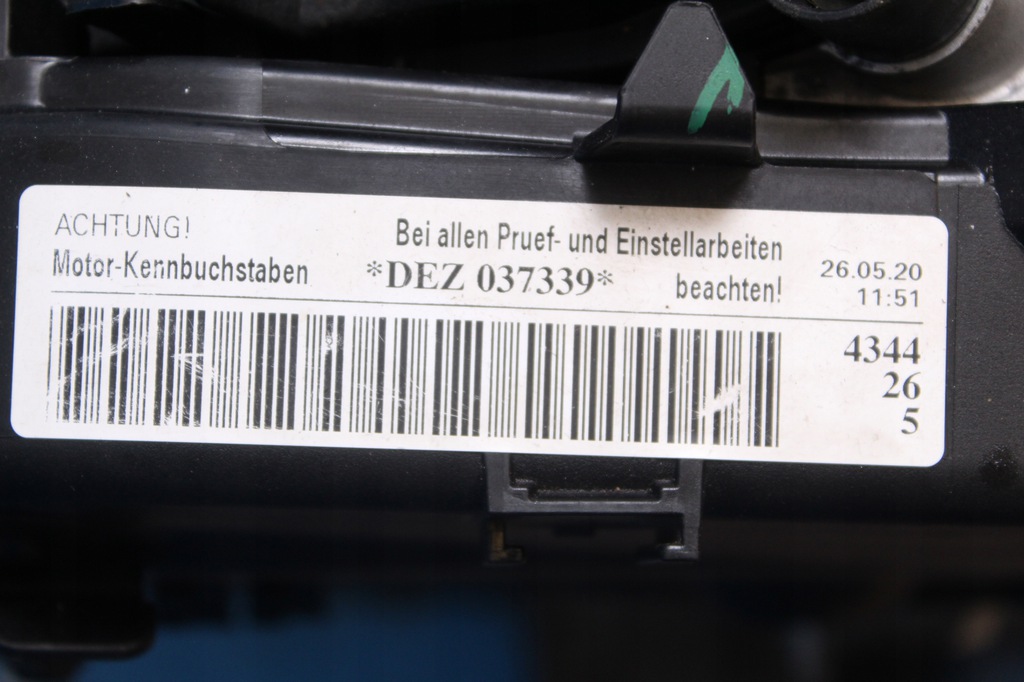 ACHTUNG! Bei allen Pruef- und Einstellarbeiten
Motor-Kennbuchstaben *DEZ 037339* beachten!
26.05.20
11:51
4344
26
5